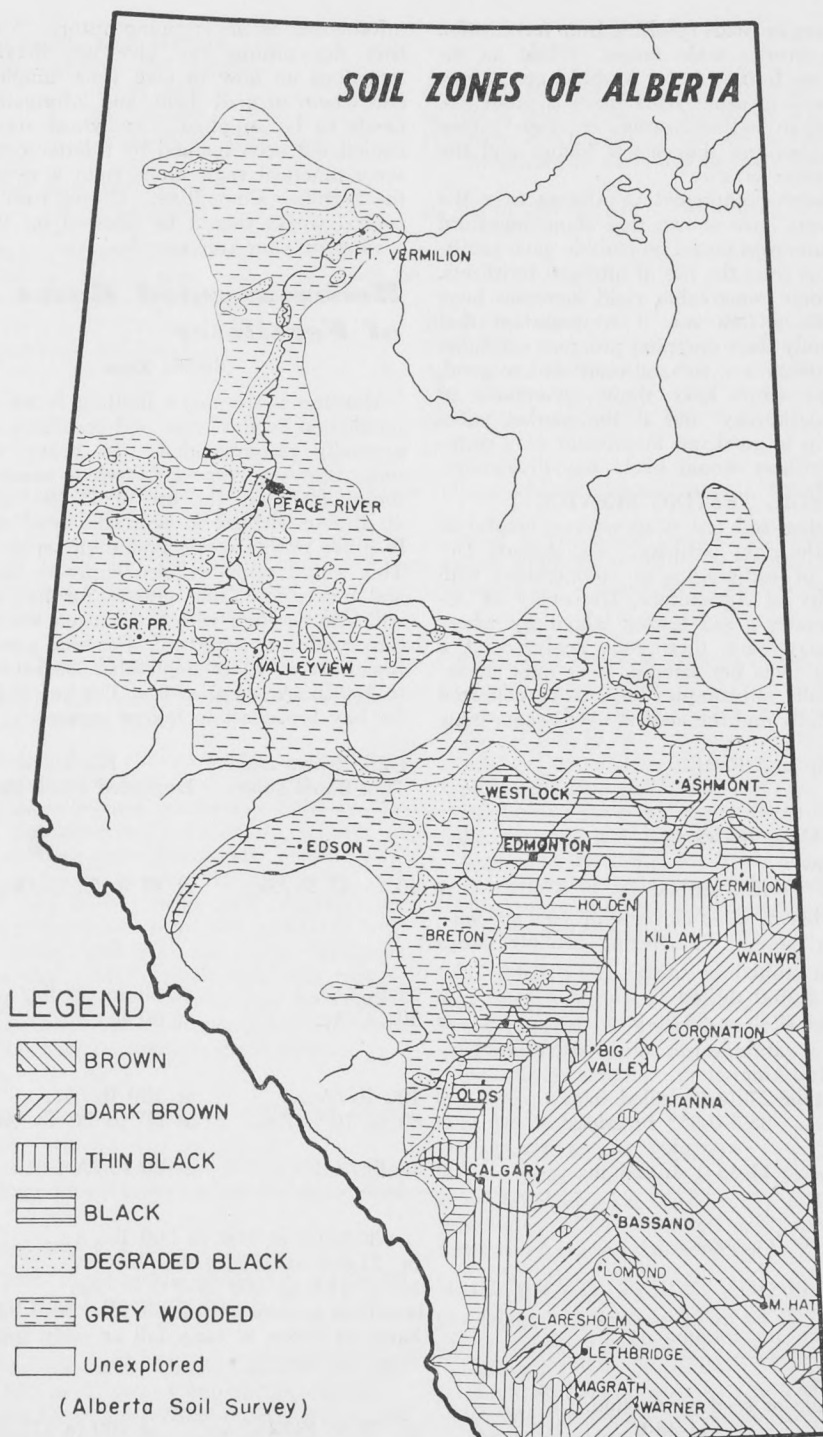 SOIL ZONES OF ALBERTA
FT. VERMILION
PEACE-RIVER
GR. PR.
VALLEYVIEW
WESTLOCK
ASHMONT
EDSON
EDMONTON
VERMILION
HOLDEN
BRETON
KILLAM
WAINWR.
LEGEND
CORONATION
BIG
VALLEY
BROWN
OLDS
HANNA
DARK BROWN
THIN BLACK
CALGARY
BLACK
BASSANO
DEGRADED BLACK
LOMOND
GREY WOODED
M. HAT
CLARESHOLM
LETHBRIDGE
Unexplored
MAGRATH
WARNER
(Alberta Soil Survey)